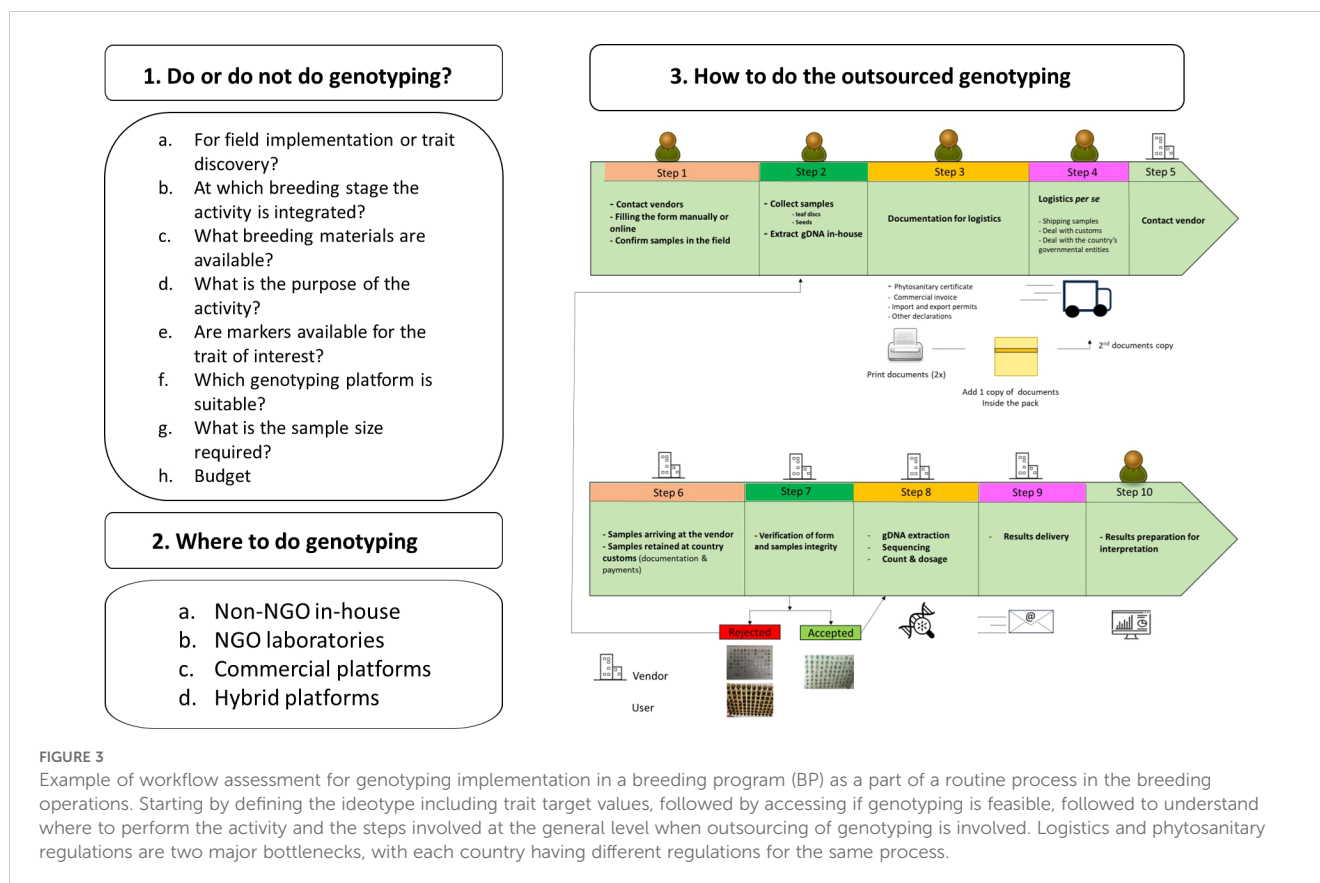 1. Do or do not do genotyping?
a. For field implementation or trait
discovery?
b. At which breeding stage the
activity is integrated?
c. What breeding materials are
available?
d. What is the purpose of the
activity?
e. Are markers available for the
trait of interest?
f. Which genotyping platform is
suitable?
g. What is the sample size
required?
h. Budget
2. Where to do genotyping
a. Non-NGO in-house
b. NGO laboratories
c. Commercial platforms
d. Hybrid platforms
3. How to do the outsourced genotyping
Step 1
- Contact vendors
- Filling the form manually or
online
- Confirm samples in the field
Step 2
- Collect samples
- leaf discs
- Seeds
- Extract gDNA in-house
Step 3
Documentation for logistics
Step 4
Logistics per se
- Shipping samples
- Deal with customs
- Deal with the country's
governmental entities
Step 5
Contact vendor
- Phytosanitary certificate
- Commercial invoice
- Import and export permits
- Other declarations
Print documents (2x)
Add 1 copy of documents
Inside the pack
2nd documents copy
Step 6
- Samples arriving at the vendor
- Samples retained at country
customs (documentation &
payments)
Step 7
- Verification of form
and samples integrity
Step 8
- gDNA extraction
- Sequencing
- Count & dosage
Step 9
- Results delivery
Step 10
- Results preparation for
interpretation
Rejected
Accepted
@
Vendor
User
FIGURE 3
Example of workflow assessment for genotyping implementation in a breeding program (BP) as a part of a routine process in the breeding
operations. Starting by defining the ideotype including trait target values, followed by accessing if genotyping is feasible, followed to understand
where to perform the activity and the steps involved at the general level when outsourcing of genotyping is involved. Logistics and phytosanitary
regulations are two major bottlenecks, with each country having different regulations for the same process.